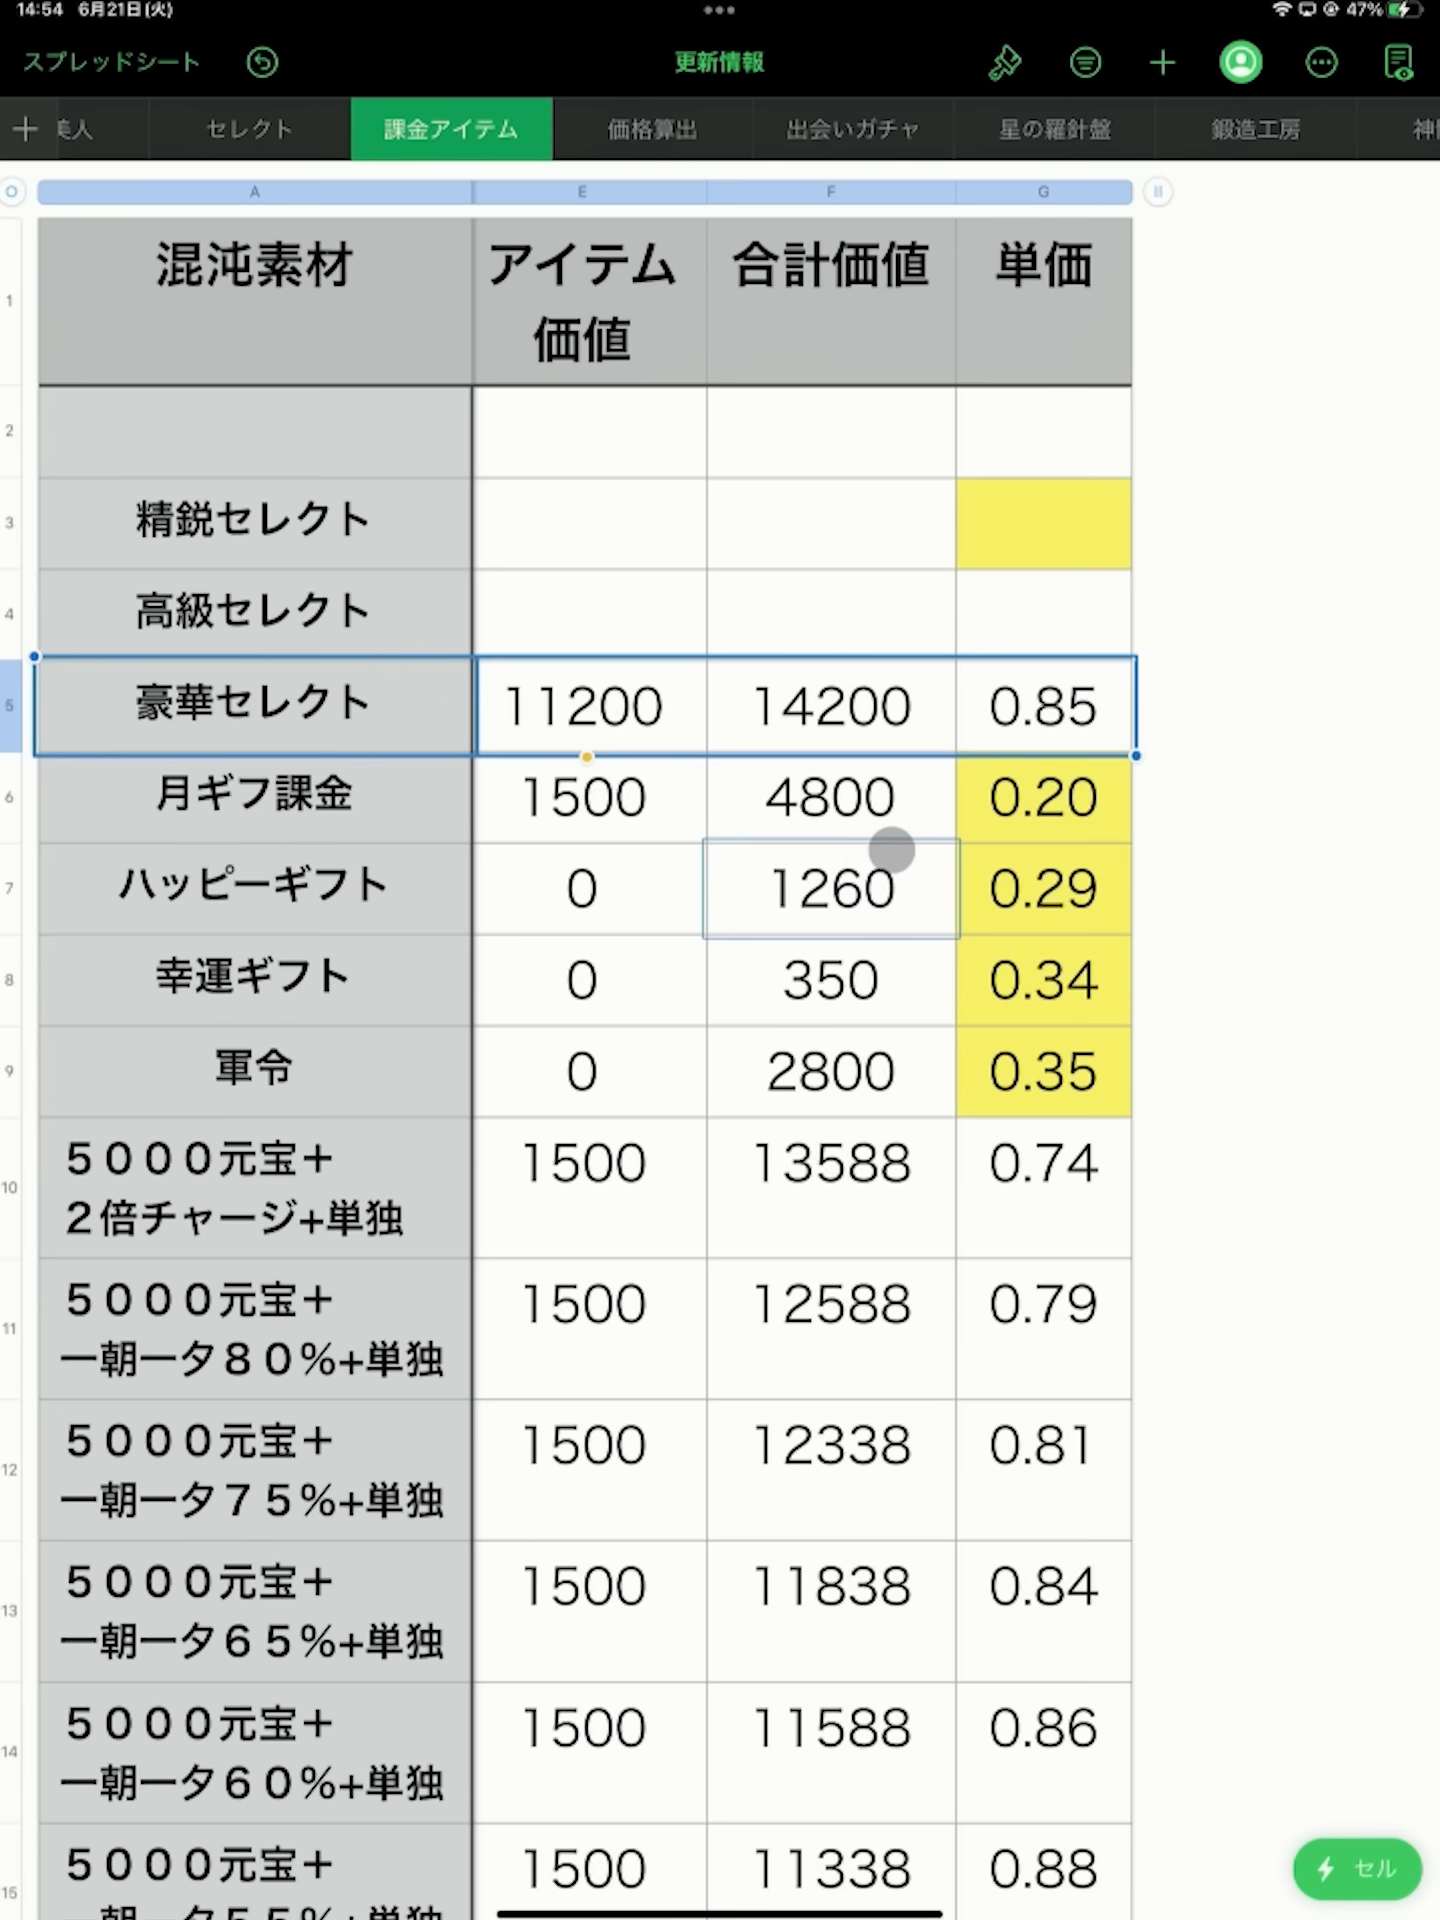 14:54 6月21日(火)
47%
スプレッドシート
更新情報
美人 セレクト 課金アイテム 価格算出 出会いガチャ 星の羅針盤 鍛造工房
A E F G
1 混沌素材 アイテム 合計価値 単価
価値
2
3 精鋭セレクト
4 高級セレクト
5 豪華セレクト 11200 14200 0.85
6 月ギフ課金 1500 4800 0.20
7 ハッピーギフト 0 1260 0.29
8 幸運ギフト 0 350 0.34
9 軍令 0 2800 0.35
10 5000元宝+ 1500 13588 0.74
2倍チャージ+単独
11 5000元宝+ 1500 12588 0.79
一朝一夕80%+単独
12 5000元宝+ 1500 12338 0.81
一朝一夕75%+単独
13 5000元宝+ 1500 11838 0.84
一朝一夕65%+単独
14 5000元宝+ 1500 11588 0.86
一朝一夕60%+単独
15 5000元宝+ 1500 11338 0.88
一朝一夕55%+単独
セル